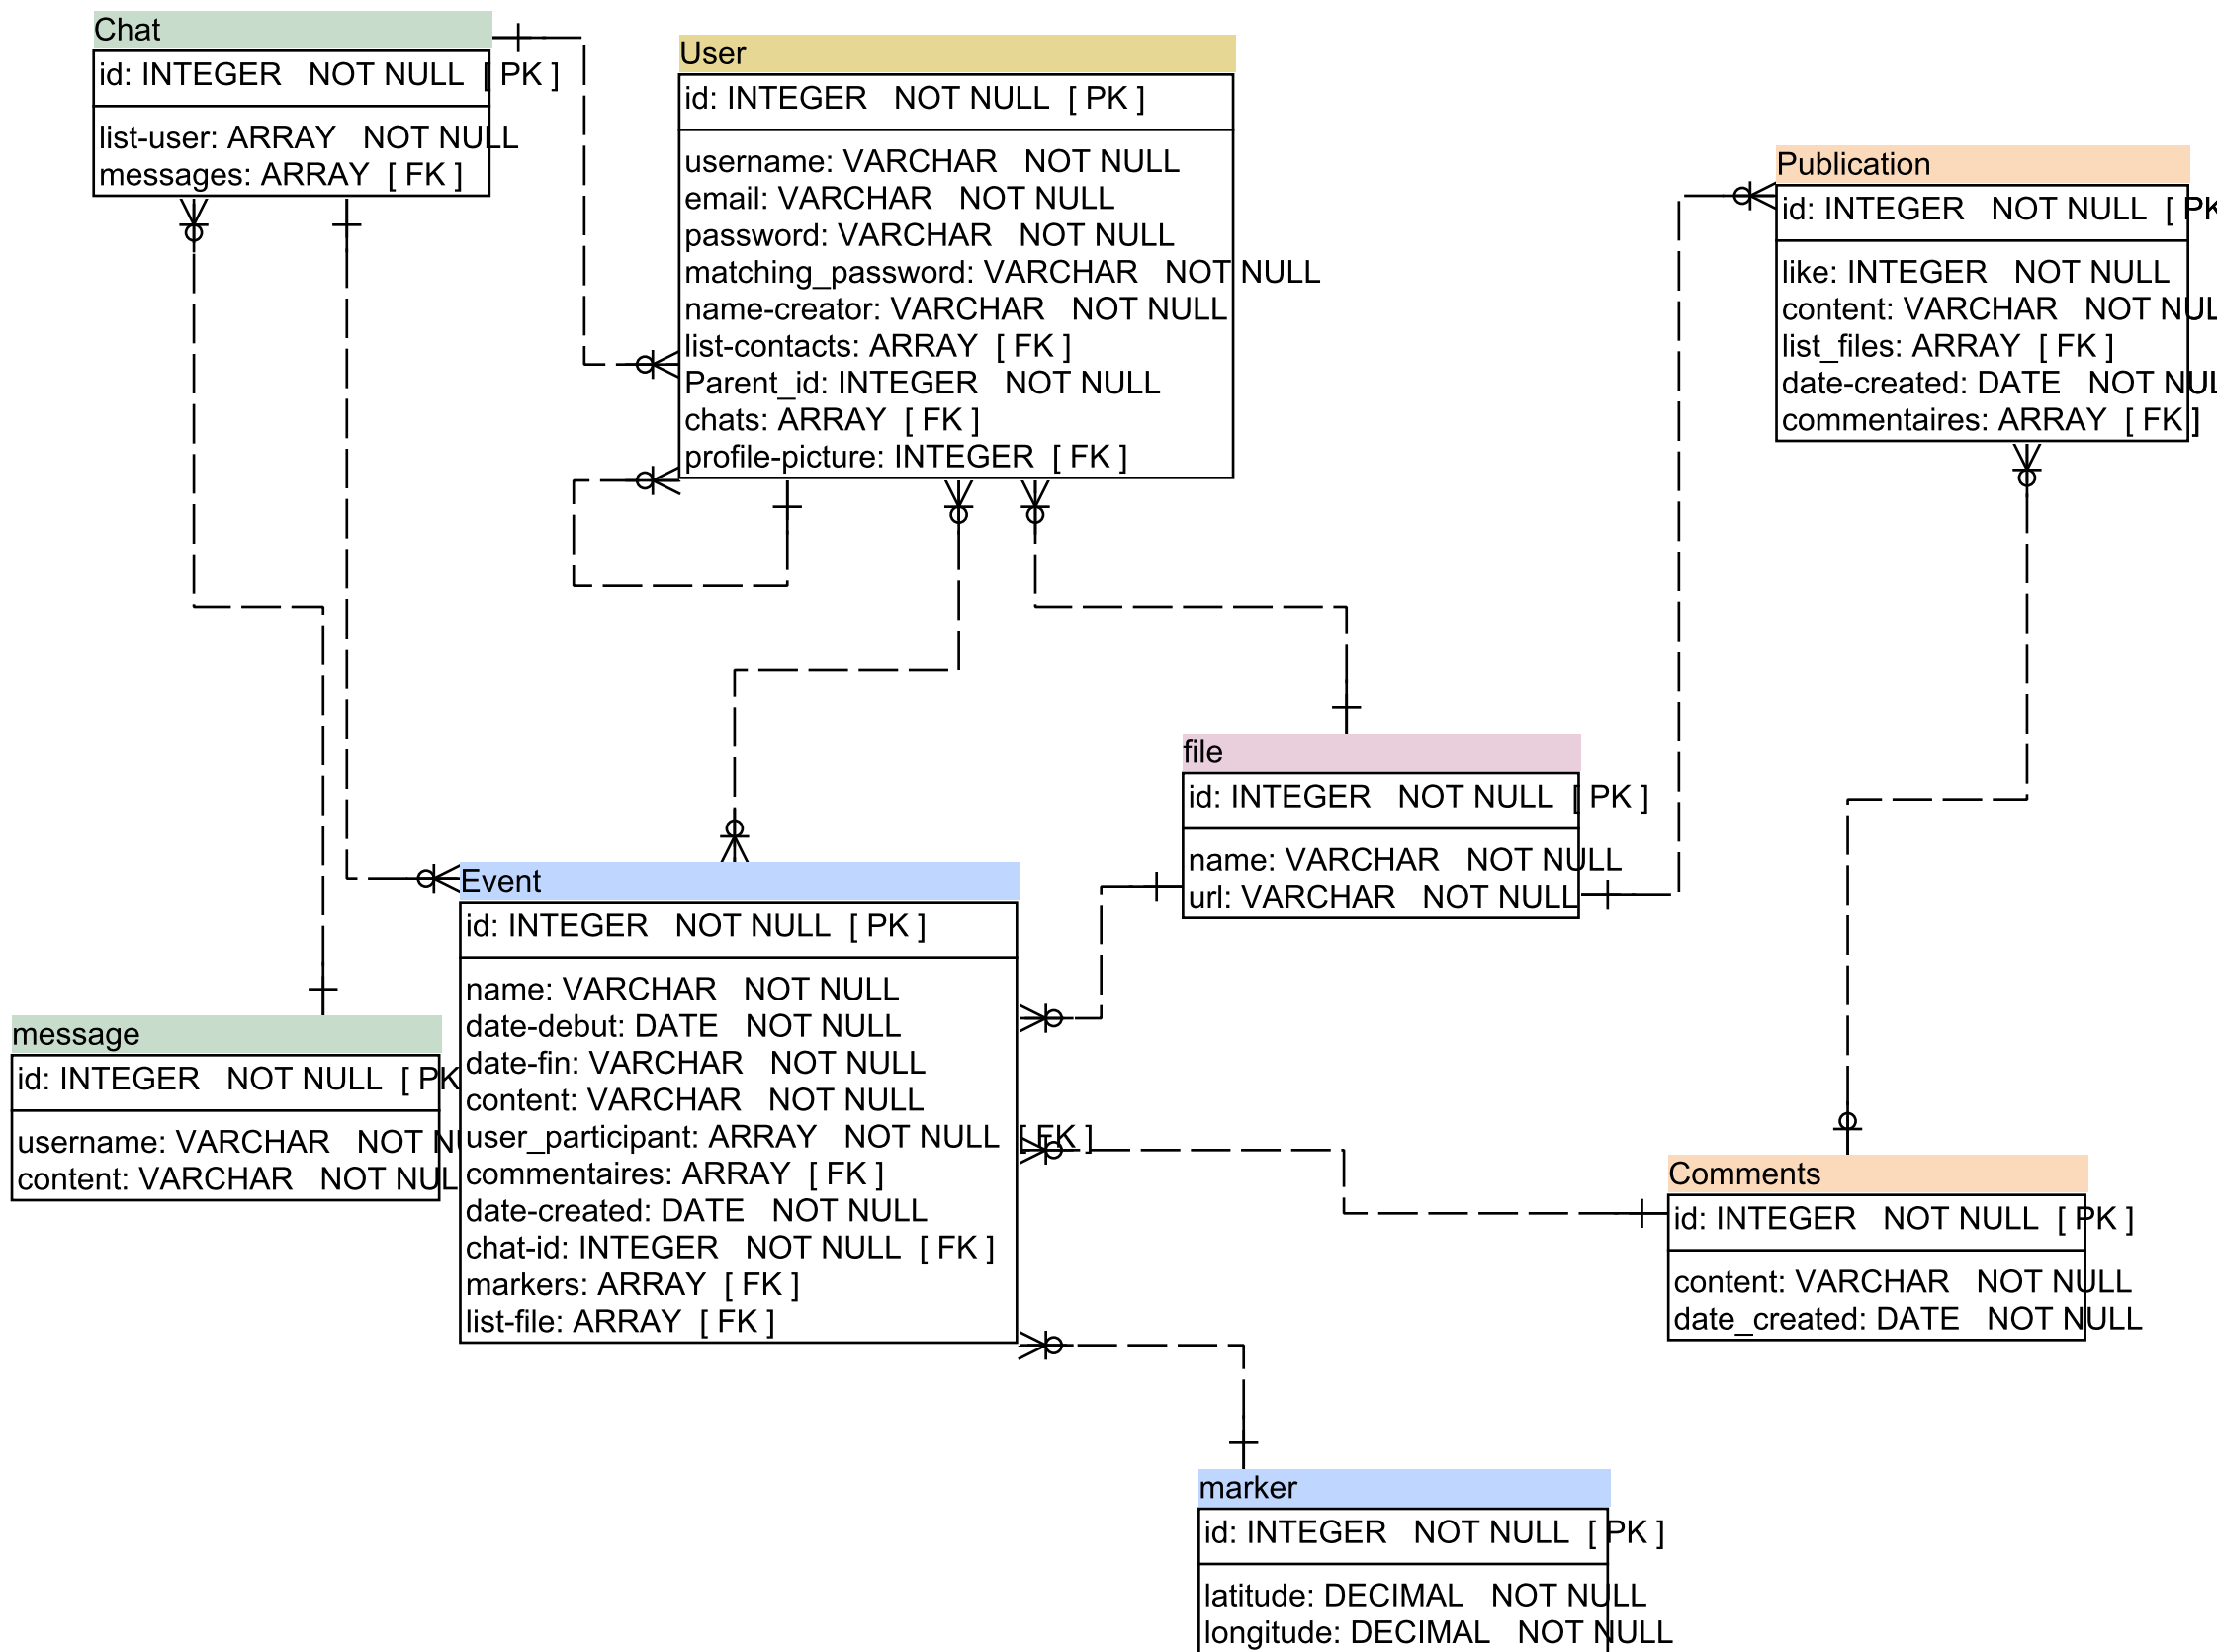 Chat
id: INTEGER NOT NULL [ PK ]
list-user: ARRAY NOT NULL
messages: ARRAY [ FK ]
User
id: INTEGER NOT NULL [ PK ]
username: VARCHAR NOT NULL
email: VARCHAR NOT NULL
password: VARCHAR NOT NULL
matching_password: VARCHAR NOT NULL
name-creator: VARCHAR NOT NULL
list-contacts: ARRAY [ FK ]
Parent_id: INTEGER NOT NULL
chats: ARRAY [ FK ]
profile-picture: INTEGER [ FK ]
Publication
id: INTEGER NOT NULL [ PK
like: INTEGER NOT NULL
content: VARCHAR NOT NUL
list_files: ARRAY [ FK ]
date-created: DATE NOT NUL
commentaires: ARRAY [ FK ]
file
id: INTEGER NOT NULL [ PK ]
name: VARCHAR NOT NULL
url: VARCHAR NOT NULL
Event
id: INTEGER NOT NULL [ PK ]
name: VARCHAR NOT NULL
date-debut: DATE NOT NULL
date-fin: VARCHAR NOT NULL
content: VARCHAR NOT NULL
user_participant: ARRAY NOT NULL [ FK ]
commentaires: ARRAY [ FK ]
date-created: DATE NOT NULL
chat-id: INTEGER NOT NULL [ FK ]
markers: ARRAY [ FK ]
list-file: ARRAY [ FK ]
message
id: INTEGER NOT NULL [ PK
username: VARCHAR NOT NU
content: VARCHAR NOT NUL
Comments
id: INTEGER NOT NULL [ PK ]
content: VARCHAR NOT NULL
date_created: DATE NOT NULL
marker
id: INTEGER NOT NULL [ PK ]
latitude: DECIMAL NOT NULL
longitude: DECIMAL NOT NULL